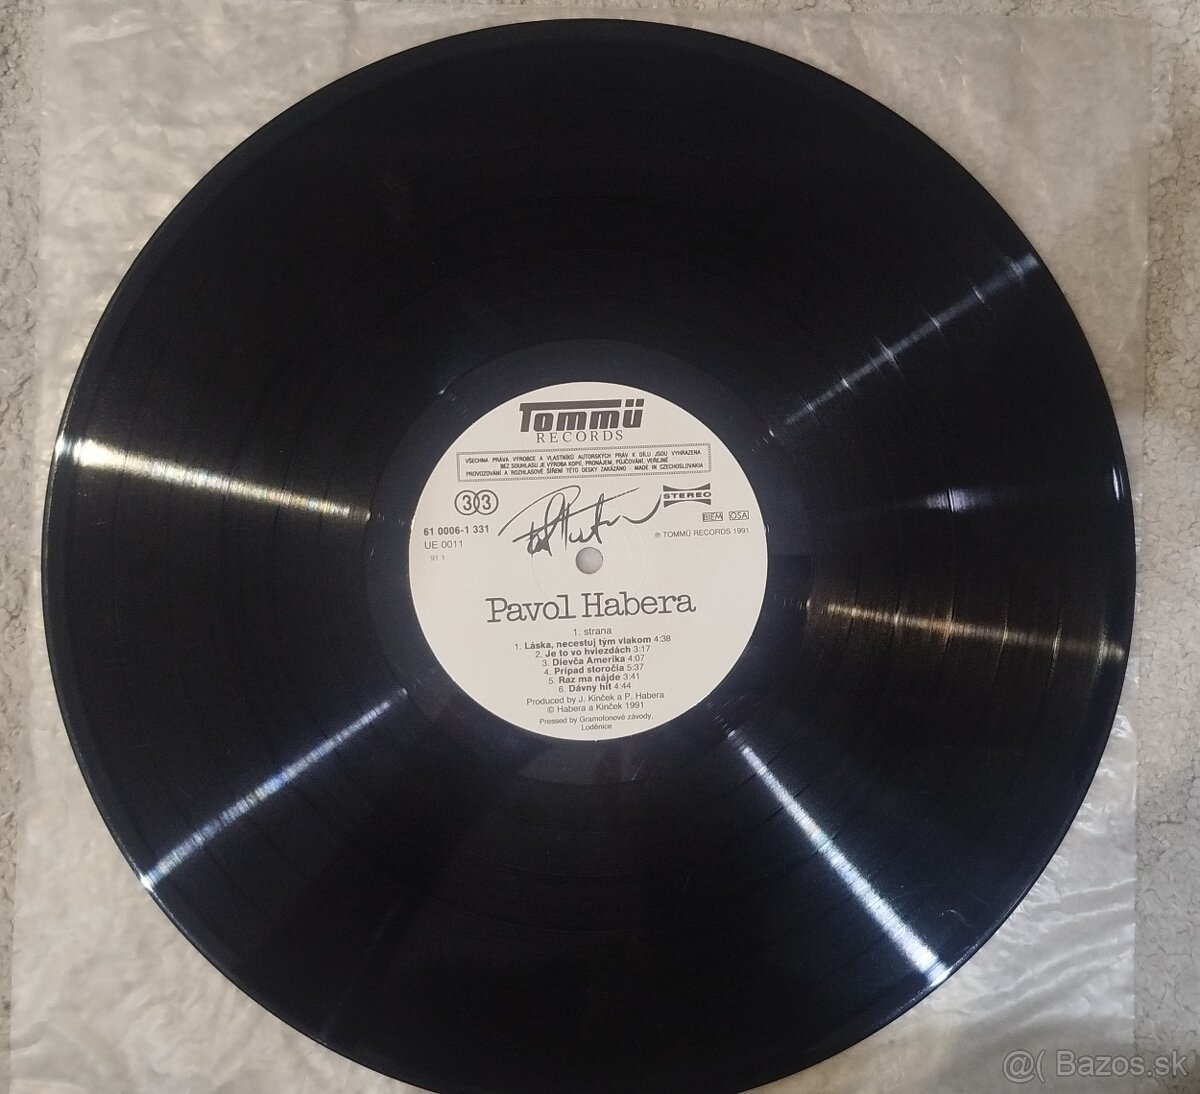 Tommü
RECORDS
VŠECHNA PRÁVA VÝROBCE A VLASTNÍKŮ AUTORSKÝCH PRÁV K DÍLU JSOU VYHRAZENA
BEZ SOUHLASU JE VÝROBA KOPIÍ, PRONÁJEM, PŮJČOVÁNÍ, VEŘEJNÉ
PROVOZOVÁNÍ A ROZHLASOVÉ ŠÍŘENÍ TÉTO DESKY ZAKÁZÁNO · MADE IN CZECHOSLOVAKIA
33
STEREO
61 0006-1 331
BIEM OSA
UE 0011
℗ TOMMÜ RECORDS 1991
91 1
Pavol Habera
1. strana
1. Láska, necestuj tým vlakom 4:38
2. Je to vo hviezdách 3:17
3. Dievča Amerika 4:07
4. Prípad storočia 5:37
5. Raz ma nájde 3:41
6. Dávny hit 4:44
Produced by J. Kinček a P. Habera
© Habera a Kinček 1991
Pressed by Gramofonové závody,
Loděnice
@( Bazos.sk